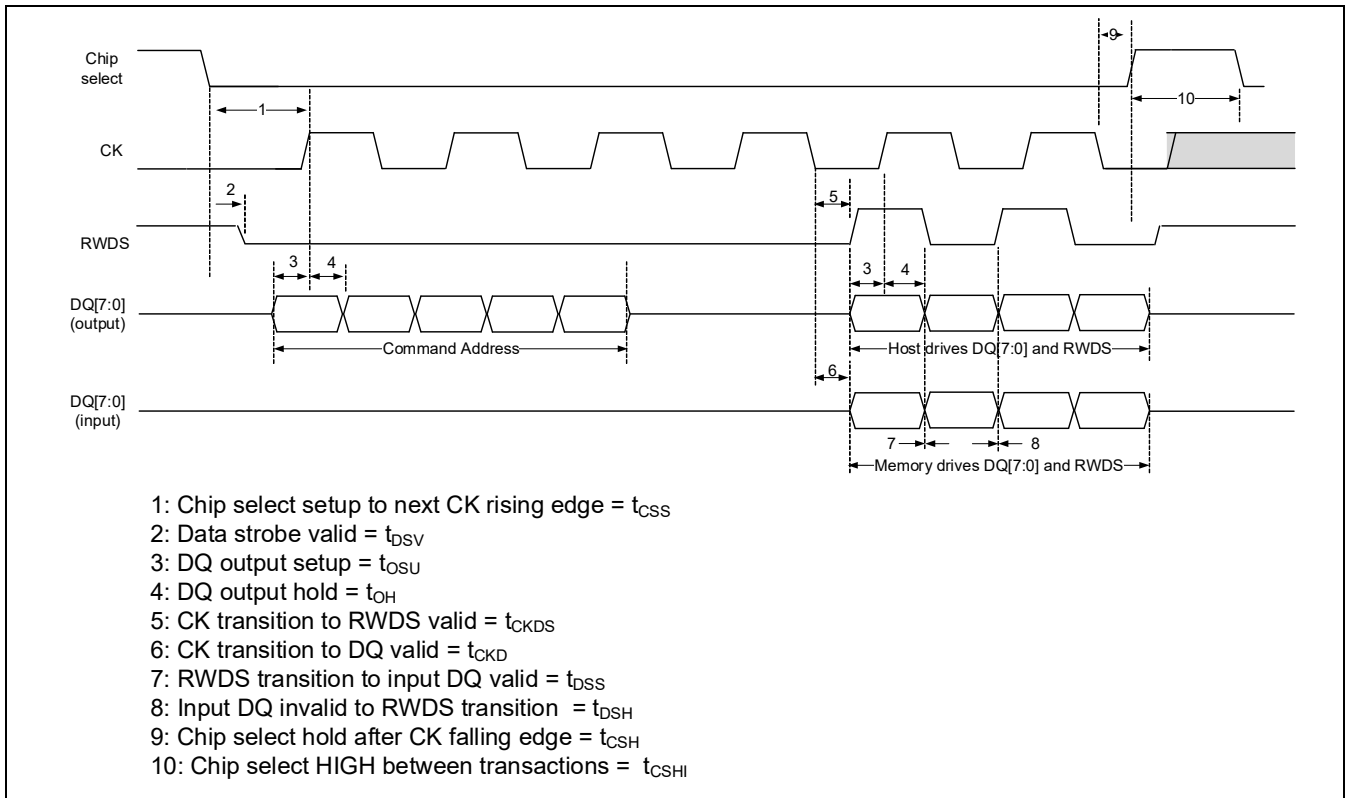 9
Chip
select
1
10
CK
2
5
RWDS
3 4
3 4
DQ[7:0]
(output)
Command Address
Host drives DQ[7:0] and RWDS
6
DQ[7:0]
(input)
7 8
Memory drives DQ[7:0] and RWDS
1: Chip select setup to next CK rising edge = tCSS
2: Data strobe valid = tDSV
3: DQ output setup = tOSU
4: DQ output hold = tOH
5: CK transition to RWDS valid = tCKDS
6: CK transition to DQ valid = tCKD
7: RWDS transition to input DQ valid = tDSS
8: Input DQ invalid to RWDS transition = tDSH
9: Chip select hold after CK falling edge = tCSH
10: Chip select HIGH between transactions = tCSHI